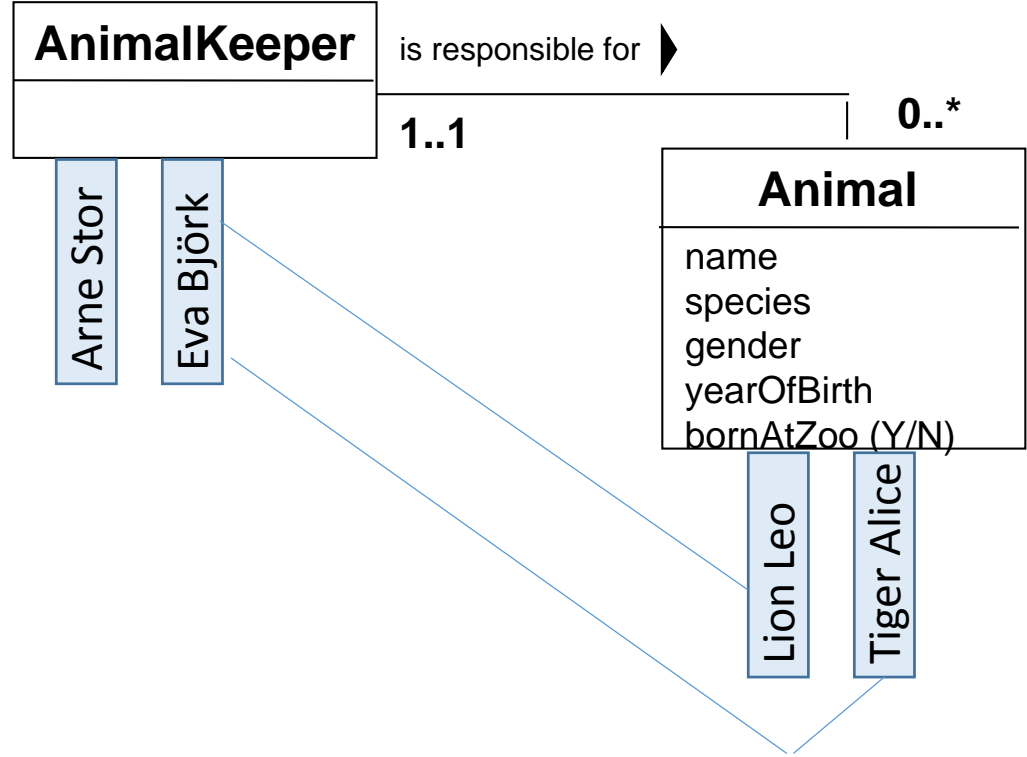 AnimalKeeper
is responsible for
1..1
0..*
Arne Stor
Eva Björk
Animal
name
species
gender
yearOfBirth
bornAtZoo (Y/N)
Lion Leo
Tiger Alice